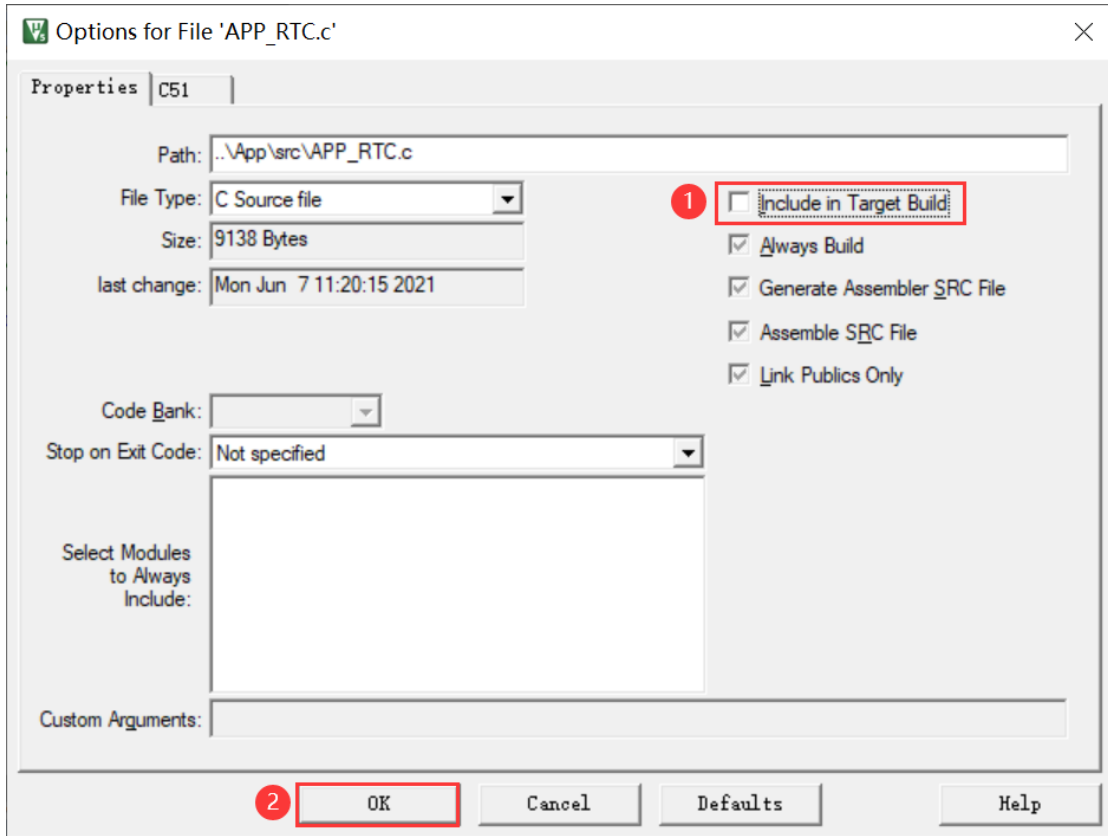 Options for File 'APP_RTC.c'
Properties C51
Path: ..\App\src\APP_RTC.c
File Type: C Source file
1 Include in Target Build
Size: 9138 Bytes
Always Build
last change: Mon Jun 7 11:20:15 2021
Generate Assembler SRC File
Assemble SRC File
Link Publics Only
Code Bank:
Stop on Exit Code: Not specified
Select Modules
to Always
Include:
Custom Arguments:
2 OK Cancel Defaults Help